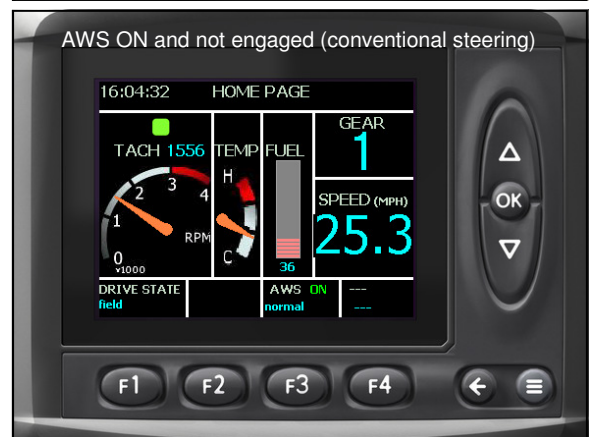 AWS ON and not engaged (conventional steering)
16:04:32 HOME PAGE
TACH 1556
TEMP
FUEL
GEAR
1
0
1
2
3
4
RPM
v1000
H
C
36
SPEED (MPH)
25.3
DRIVE STATE
field
AWS ON
normal
---
---
OK
F1 F2 F3 F4